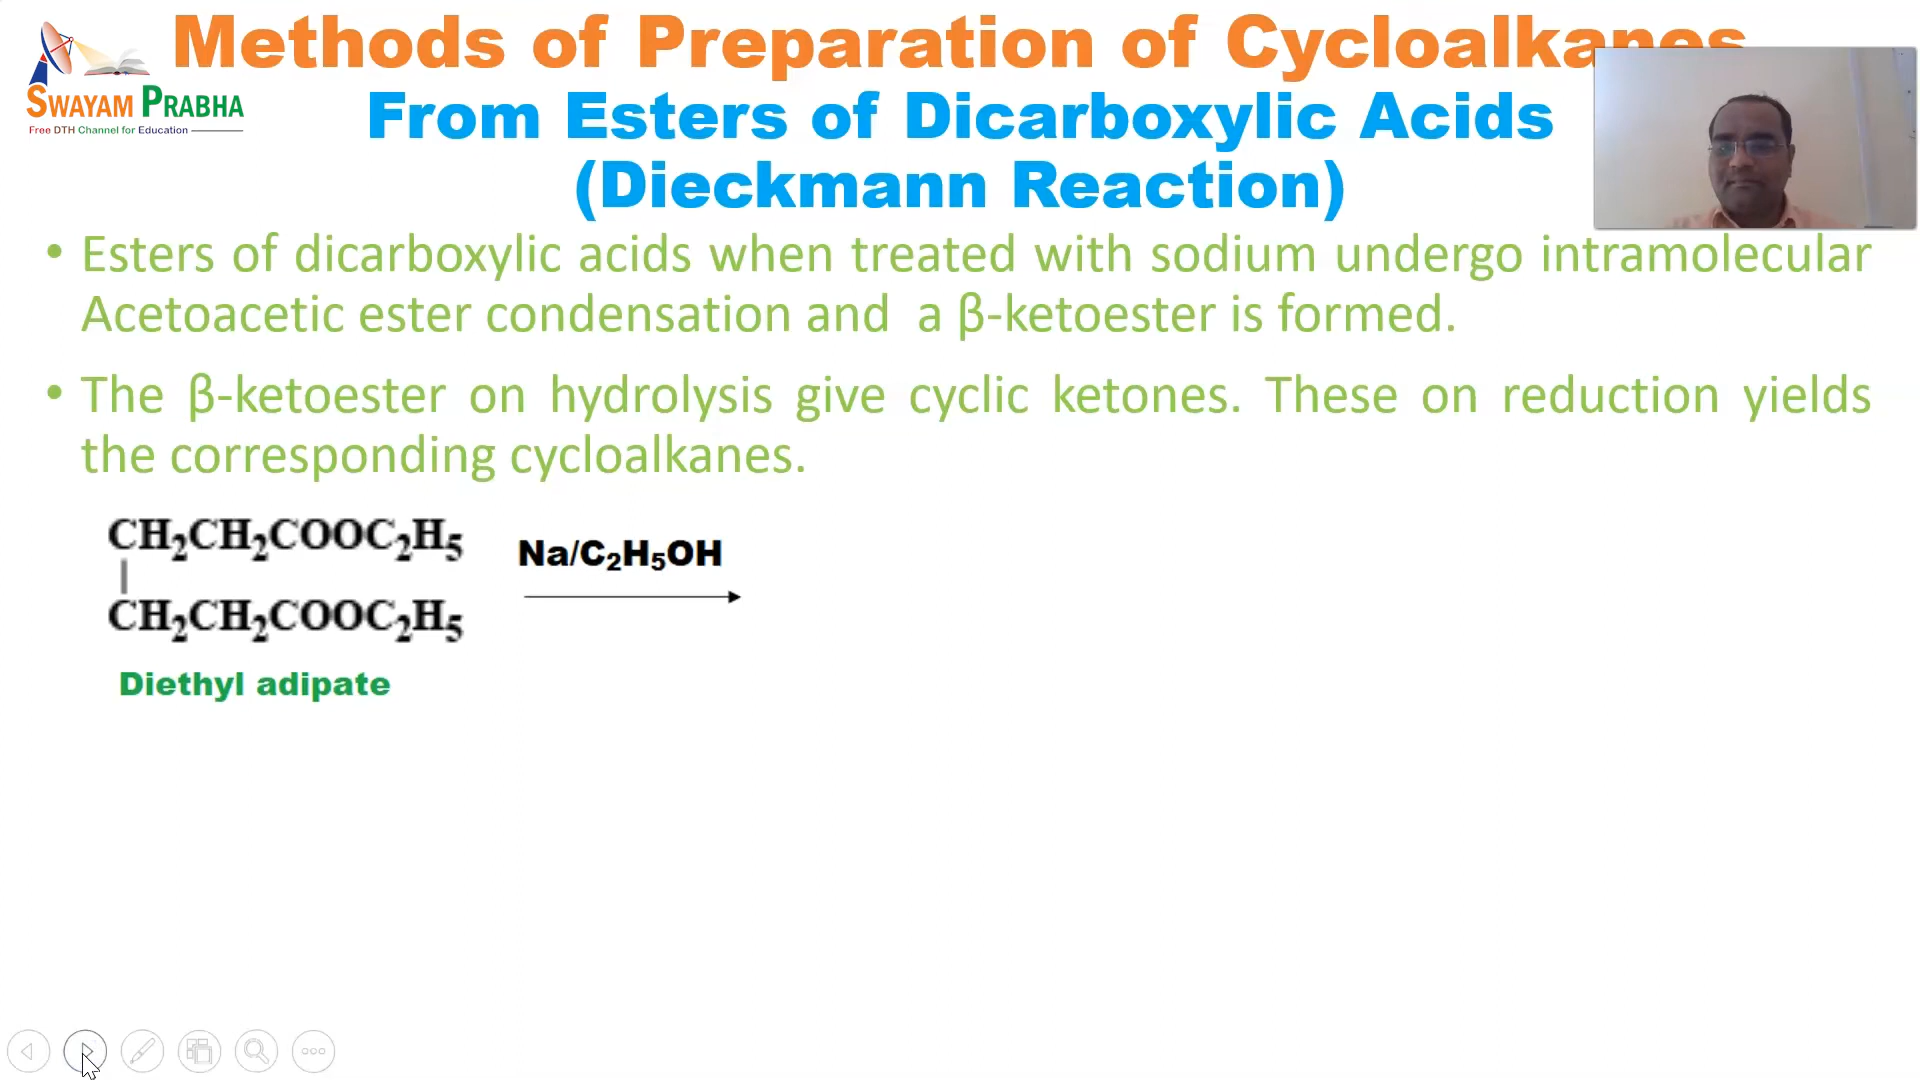 Methods of Preparation of Cycloalkanes
From Esters of Dicarboxylic Acids
(Dieckmann Reaction)
SWAYAM PRABHA
Free DTH Channel for Education
• Esters of dicarboxylic acids when treated with sodium undergo intramolecular
Acetoacetic ester condensation and a β-ketoester is formed.
• The β-ketoester on hydrolysis give cyclic ketones. These on reduction yields
the corresponding cycloalkanes.
CH₂CH₂COOC₂H₅
Na/C₂H₅OH
CH₂CH₂COOC₂H₅
Diethyl adipate